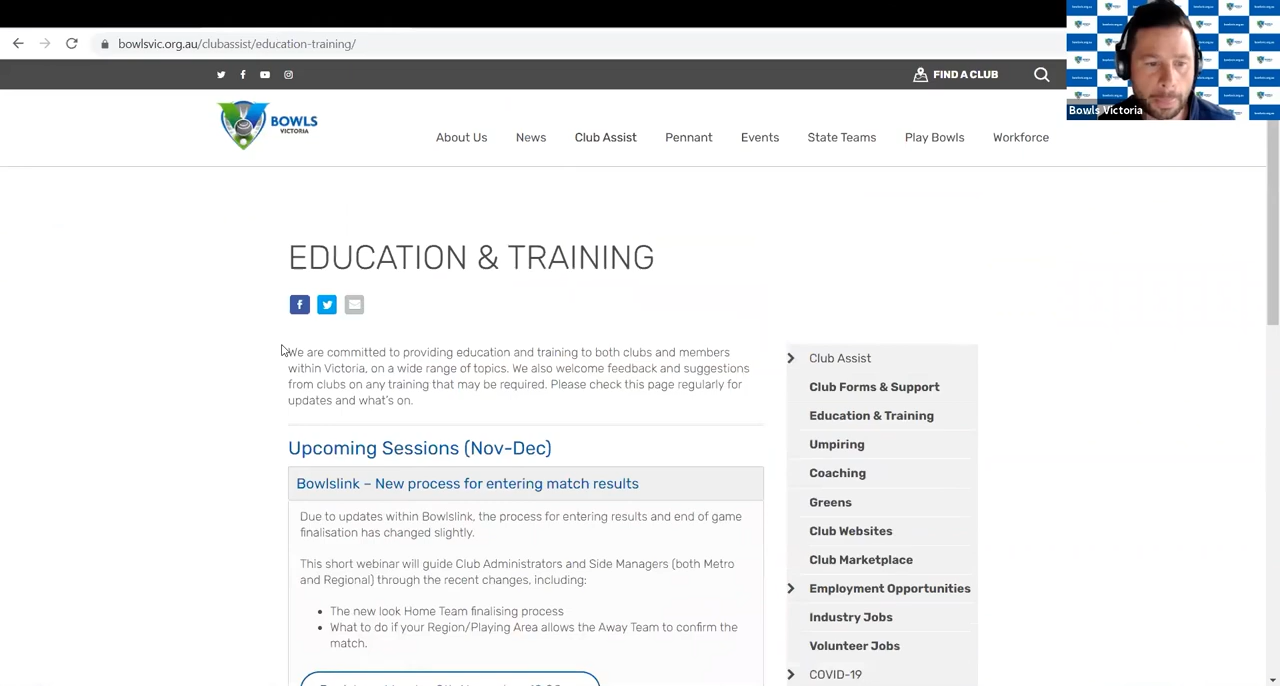 bowlsvic.org.au/clubassist/education-training/
FIND A CLUB
BOWLS
VICTORIA
About Us News Club Assist Pennant Events State Teams Play Bowls Workforce
Bowls Victoria
EDUCATION & TRAINING
We are committed to providing education and training to both clubs and members
within Victoria, on a wide range of topics. We also welcome feedback and suggestions
from clubs on any training that may be required. Please check this page regularly for
updates and what's on.
Upcoming Sessions (Nov-Dec)
Bowlslink – New process for entering match results
Due to updates within Bowlslink, the process for entering results and end of game
finalisation has changed slightly.
This short webinar will guide Club Administrators and Side Managers (both Metro
and Regional) through the recent changes, including:
• The new look Home Team finalising process
• What to do if your Region/Playing Area allows the Away Team to confirm the
match.
Club Assist
Club Forms & Support
Education & Training
Umpiring
Coaching
Greens
Club Websites
Club Marketplace
Employment Opportunities
Industry Jobs
Volunteer Jobs
COVID-19